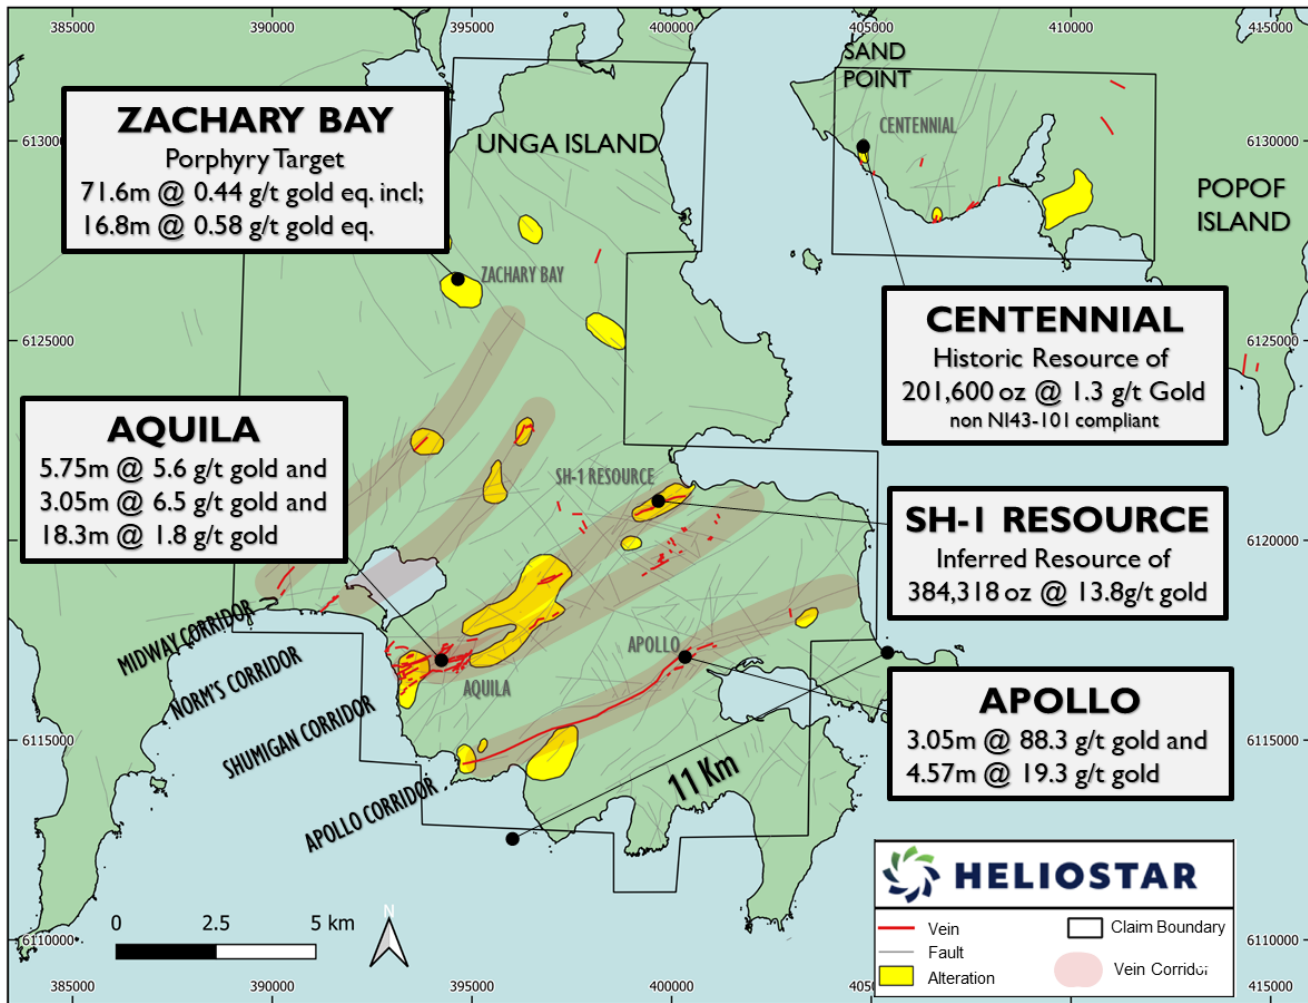 385000 390000 395000 400000 405000 410000 415000
SAND
POINT
ZACHARY BAY
Porphyry Target
71.6m @ 0.44 g/t gold eq. incl;
16.8m @ 0.58 g/t gold eq.
UNGA ISLAND
CENTENNIAL
6130000
6130000
POPOF
ISLAND
ZACHARY BAY
CENTENNIAL
Historic Resource of
201,600 oz @ 1.3 g/t Gold
non NI43-101 compliant
6125000
6125000
AQUILA
5.75m @ 5.6 g/t gold and
3.05m @ 6.5 g/t gold and
18.3m @ 1.8 g/t gold
SH-1 RESOURCE
SH-1 RESOURCE
Inferred Resource of
384,318 oz @ 13.8g/t gold
6120000
MIDWAY CORRIDOR
NORM'S CORRIDOR
SHUMIGAN CORRIDOR
APOLLO CORRIDOR
AQUILA
APOLLO
APOLLO
3.05m @ 88.3 g/t gold and
4.57m @ 19.3 g/t gold
6115000
6115000
11 Km
HELIOSTAR
Vein
Fault
Alteration
Claim Boundary
Vein Corridor
0 2.5 5 km
N
6110000
6110000
385000 390000 395000 400000 405000 410000 415000